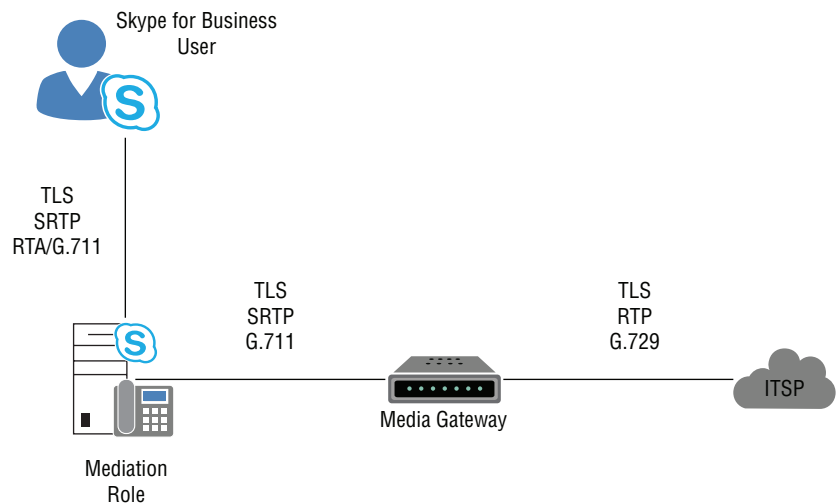 Skype for Business
User
TLS
SRTP
RTA/G.711
TLS
SRTP
G.711
TLS
RTP
G.729
ITSP
Media Gateway
Mediation
Role
S
S